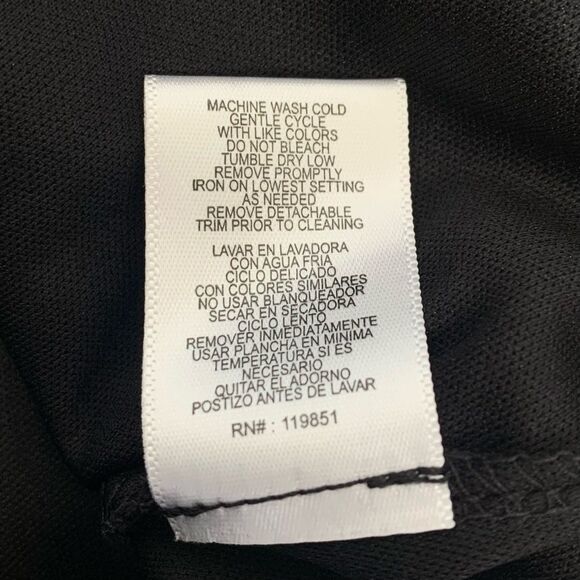 MACHINE WASH COLD
GENTLE CYCLE
WITH LIKE COLORS
DO NOT BLEACH
TUMBLE DRY LOW
REMOVE PROMPTLY
IRON ON LOWEST SETTING
AS NEEDED
REMOVE DETACHABLE
TRIM PRIOR TO CLEANING
LAVAR EN LAVADORA
CON AGUA FRIA
CICLO DELICADO
CON COLORES SIMILARES
NO USAR BLANQUEADOR
SECAR EN SECADORA
CICLO LENTO
REMOVER INMEDIATAMENTE
USAR PLANCHA EN MINIMA
TEMPERATURA SI ES
NECESARIO
QUITAR EL ADORNO
POSTIZO ANTES DE LAVAR
RN# : 119851